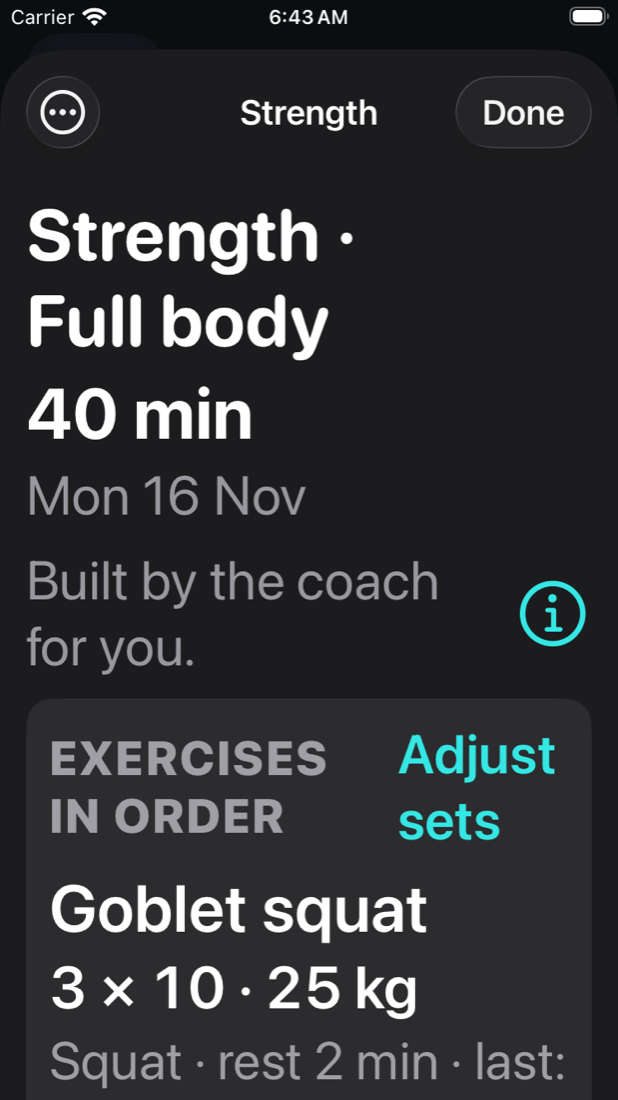 Carrier 6:43 AM
Strength Done
Strength ·
Full body
40 min
Mon 16 Nov
Built by the coach
for you.
EXERCISES
IN ORDER
Adjust
sets
Goblet squat
3 × 10 · 25 kg
Squat · rest 2 min · last: